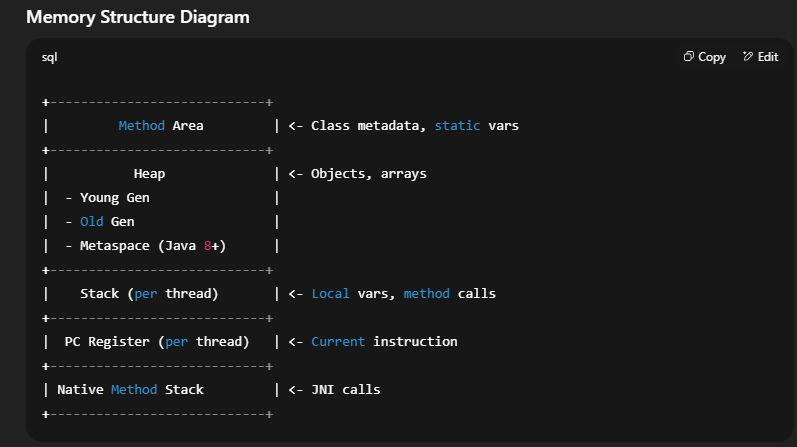 Memory Structure Diagram
sql
Copy Edit
+----------------------------+
|         Method Area         | <- Class metadata, static vars
+----------------------------+
|           Heap              | <- Objects, arrays
|  - Young Gen                |
|  - Old Gen                  |
|  - Metaspace (Java 8+)      |
+----------------------------+
|    Stack (per thread)       | <- Local vars, method calls
+----------------------------+
|  PC Register (per thread)   | <- Current instruction
+----------------------------+
| Native Method Stack         | <- JNI calls
+----------------------------+